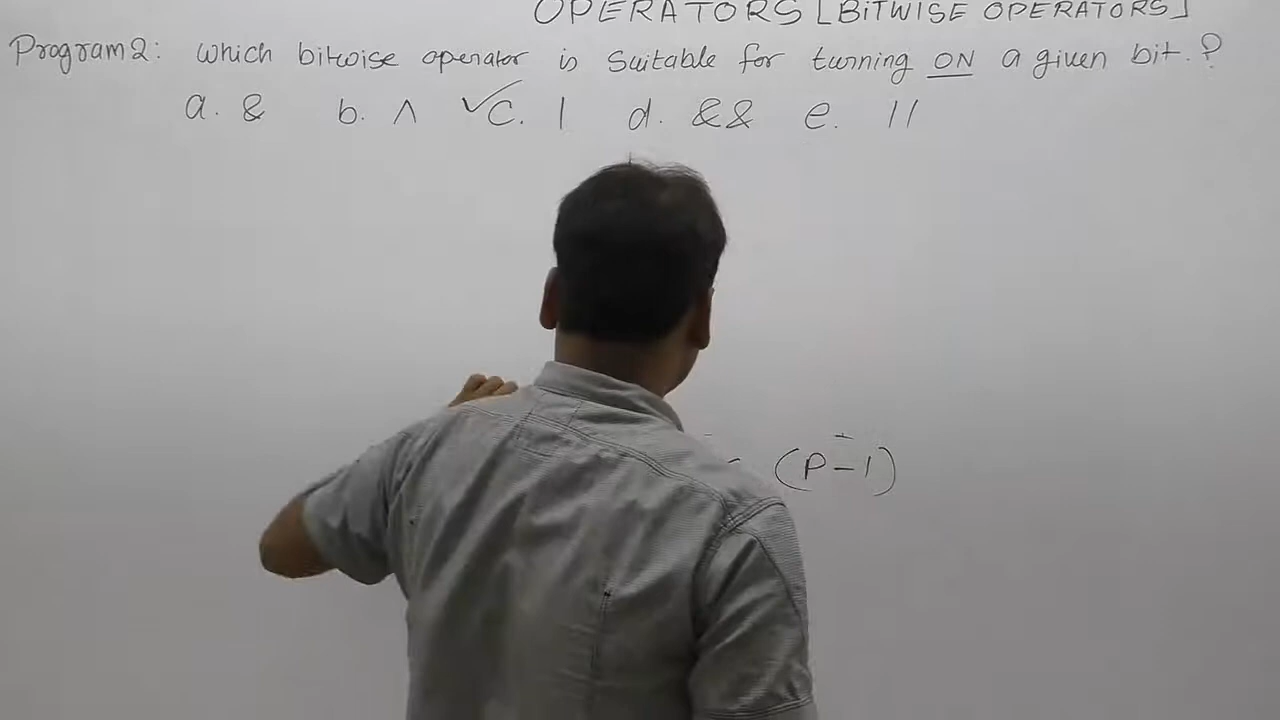 OPERATORS [BITWISE OPERATORS]
Program2: which bitwise operator is suitable for turning ON a given bit.?
a. & b. ^ ✓c. | d. && e. //
- (P-1)